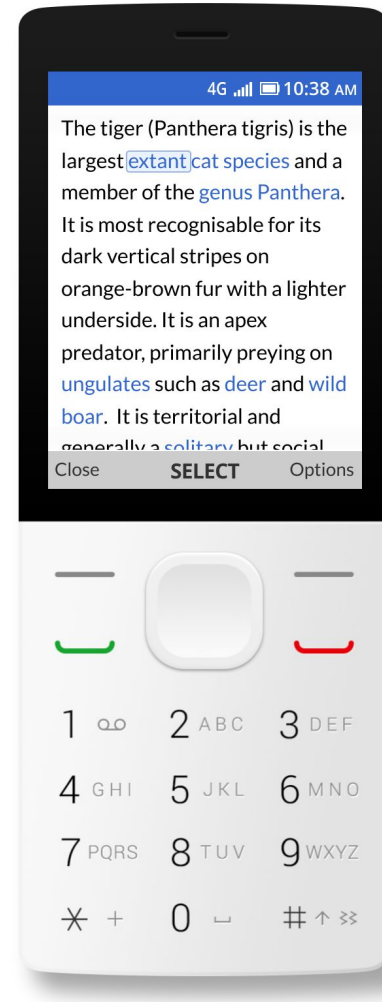 4G 10:38 AM
The tiger (Panthera tigris) is the
largest extant cat species and a
member of the genus Panthera.
It is most recognisable for its
dark vertical stripes on
orange-brown fur with a lighter
underside. It is an apex
predator, primarily preying on
ungulates such as deer and wild
boar.  It is territorial and
generally a solitary but social
Close SELECT Options
1 2 ABC 3 DEF
4 GHI 5 JKL 6 MNO
7 PQRS 8 TUV 9 WXYZ
* + 0 #